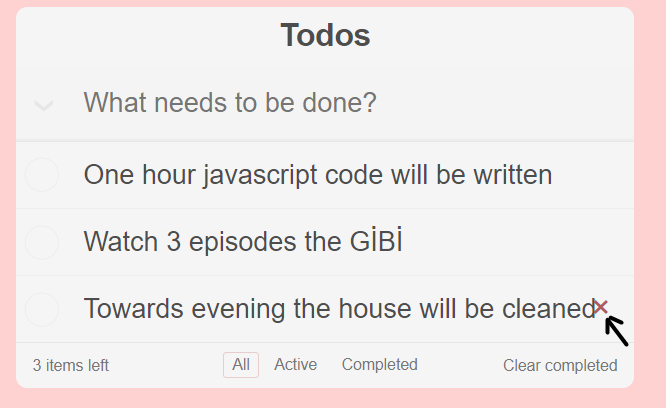 Todos
What needs to be done?
One hour javascript code will be written
Watch 3 episodes the GİBİ
Towards evening the house will be cleaned
3 items left All Active Completed Clear completed